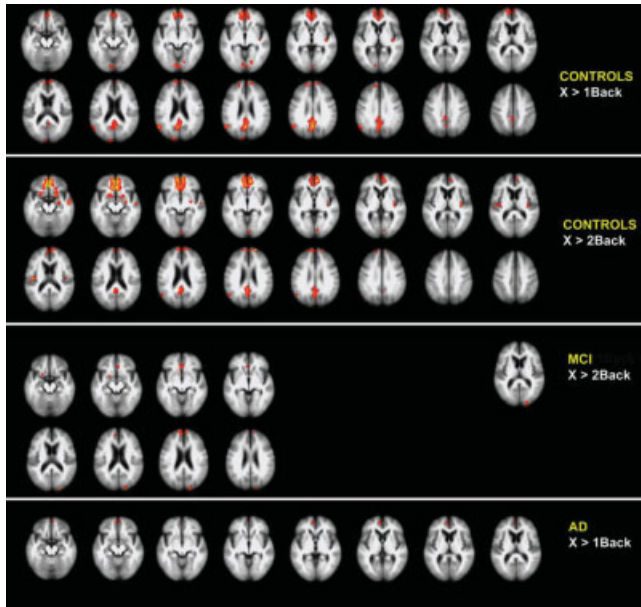 CONTROLS
X > 1Back
CONTROLS
X > 2Back
MCI
X > 2Back
AD
X > 1Back